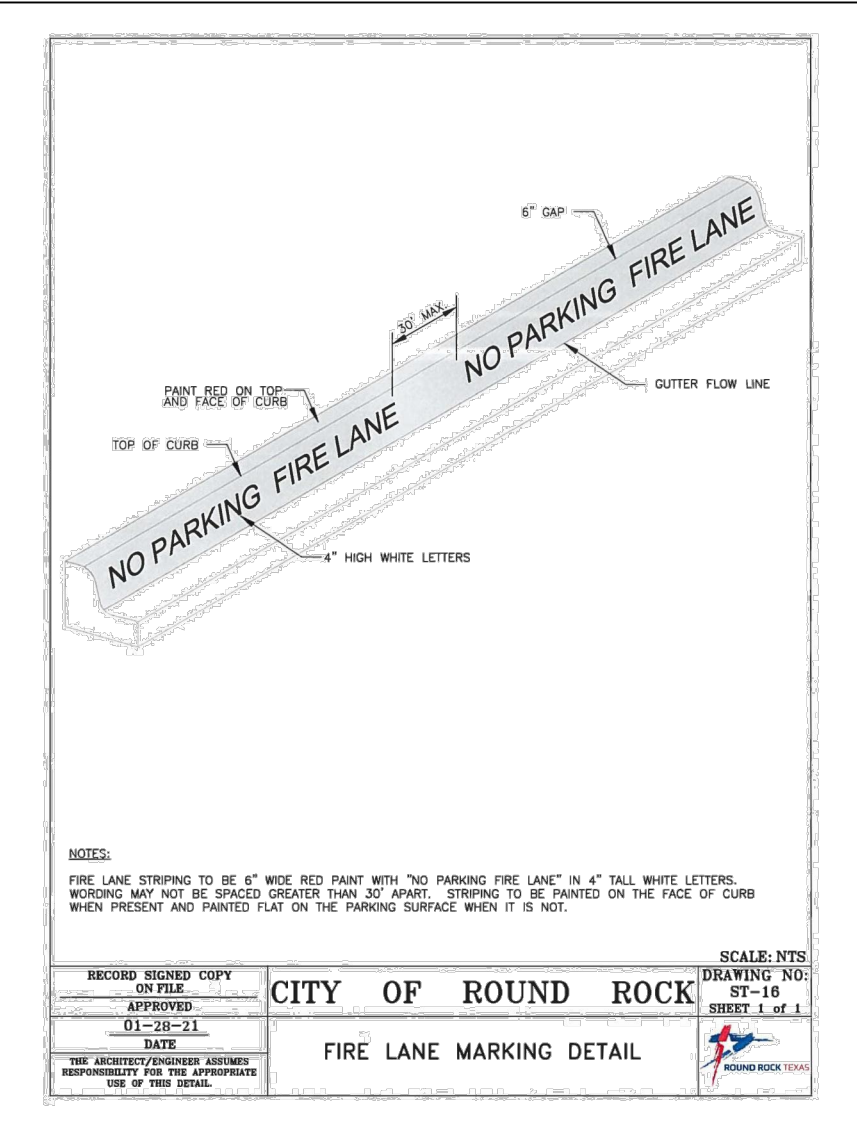 6" GAP
30' MAX.
NO PARKING FIRE LANE
GUTTER FLOW LINE
PAINT RED ON TOP
AND FACE OF CURB
TOP OF CURB
NO PARKING FIRE LANE
4" HIGH WHITE LETTERS
NOTES:
FIRE LANE STRIPING TO BE 6" WIDE RED PAINT WITH "NO PARKING FIRE LANE" IN 4" TALL WHITE LETTERS.
WORDING MAY NOT BE SPACED GREATER THAN 30' APART. STRIPING TO BE PAINTED ON THE FACE OF CURB
WHEN PRESENT AND PAINTED FLAT ON THE PARKING SURFACE WHEN IT IS NOT.
SCALE: NTS
RECORD SIGNED COPY
ON FILE
APPROVED
01-28-21
DATE
THE ARCHITECT/ENGINEER ASSUMES
RESPONSIBILITY FOR THE APPROPRIATE
USE OF THIS DETAIL.
CITY OF ROUND ROCK
FIRE LANE MARKING DETAIL
DRAWING NO:
ST-16
SHEET 1 of 1
ROUND ROCK TEXAS